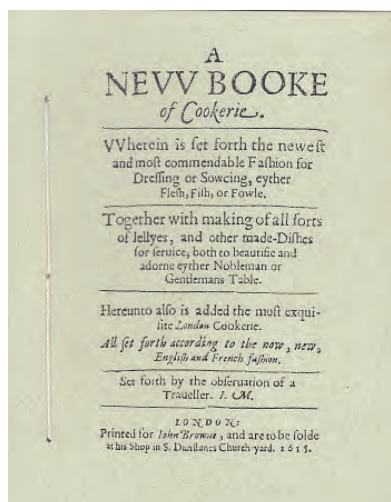 A
NEVV BOOKE
of Cookerie.
VVherein is ſet forth the neweſt
and moſt commendable Faſhion for
Dreſſing or Sowcing, eyther
Fleſh, Fiſh, or Fowle.
Together with making of all ſorts
of Iellyes, and other made-Diſhes
for ſeruice, both to beautifie and
adorne eyther Nobleman or
Gentlemans Table.
Hereunto alſo is added the moſt exqui-
ſite London Cookerie.
All ſet forth according to the now, new,
Engliſh and French faſhion.
Set forth by the obſeruation of a
Traueller. I. M.
LONDON:
Printed for Iohn Browne, and are to be ſolde
at his Shop in S. Dunſtanes Church-yard. 1615.